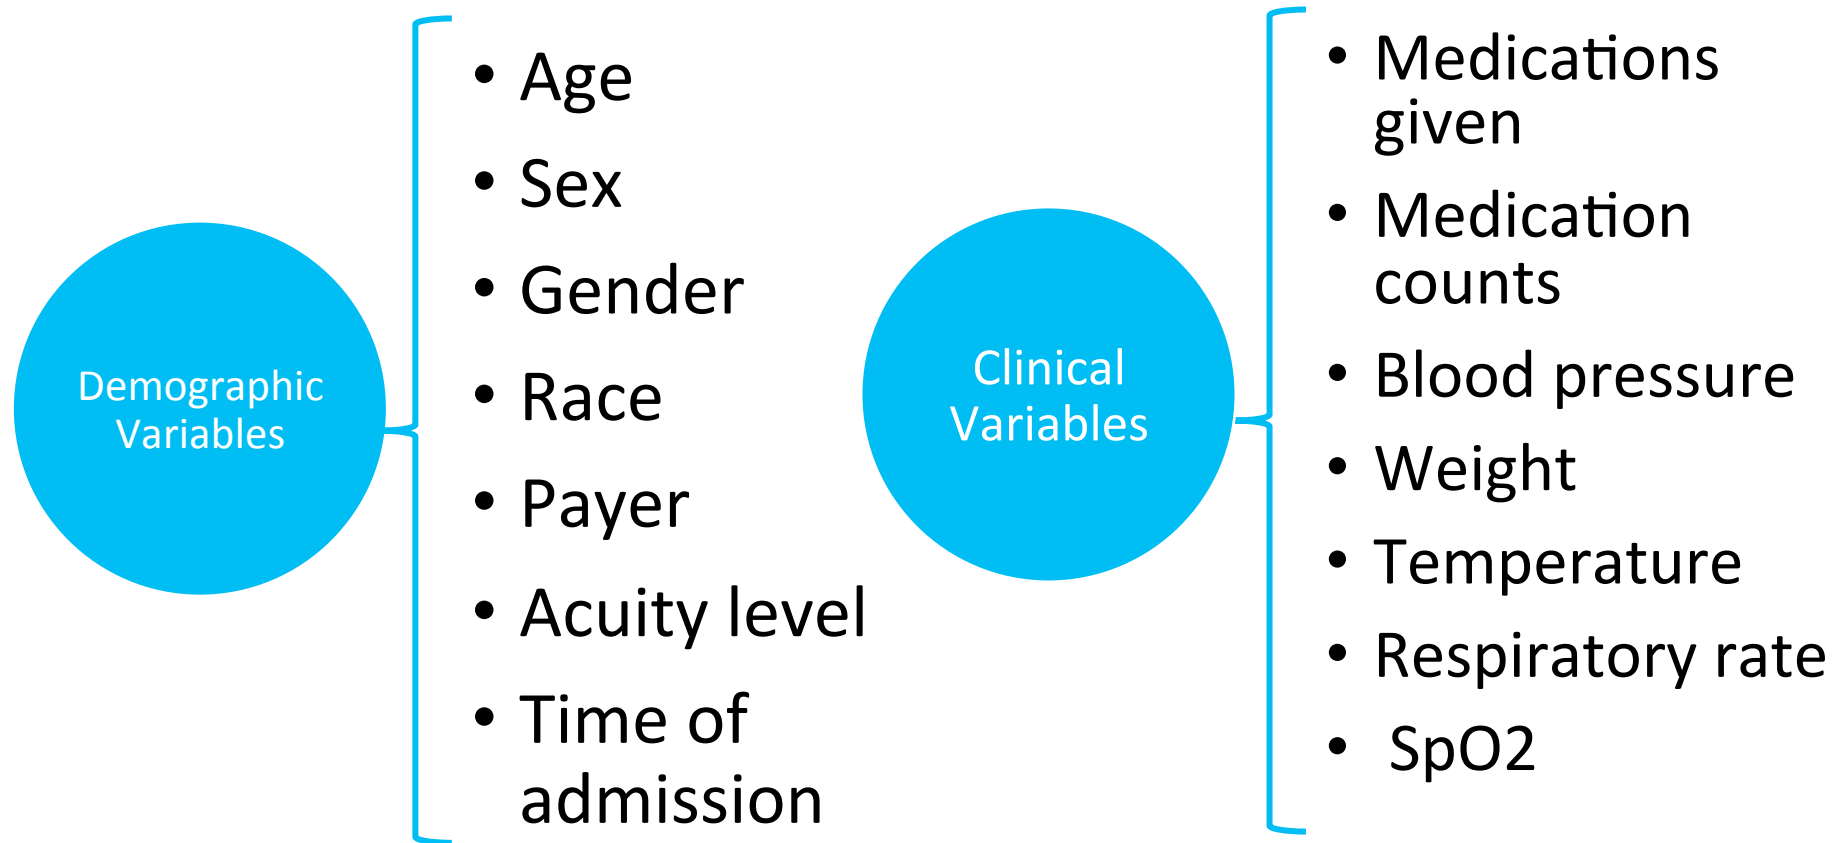 Demographic
Variables
• Age
• Sex
• Gender
• Race
• Payer
• Acuity level
• Time of
admission
Clinical
Variables
• Medications
given
• Medication
counts
• Blood pressure
• Weight
• Temperature
• Respiratory rate
• SpO2